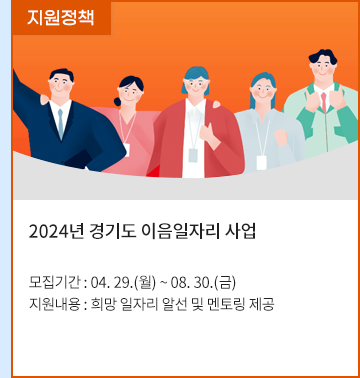 지원정책
2024년 경기도 이음일자리 사업
모집기간 : 04. 29.(월) ~ 08. 30.(금)
지원내용 : 희망 일자리 알선 및 멘토링 제공